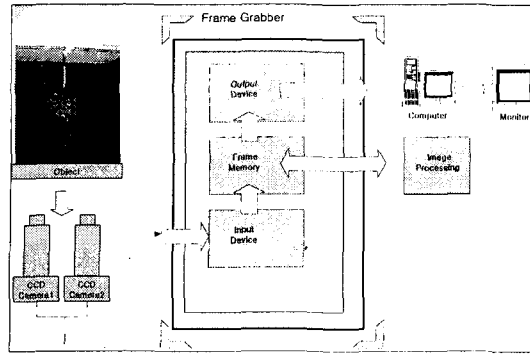 Frame Grabber
Output
Device
Frame
Memory
Input
Device
Object
CCD
Camera1
CCD
Camera2
Computer
Monitor
Image
Processing